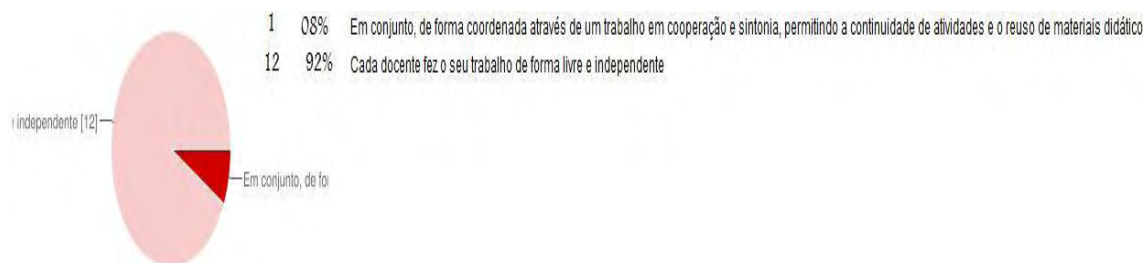 1 08% Em conjunto, de forma coordenada através de um trabalho em cooperação e sintonia, permitindo a continuidade de atividades e o reuso de materiais didático
12 92% Cada docente fez o seu trabalho de forma livre e independente
independente [12]
Em conjunto, de fo